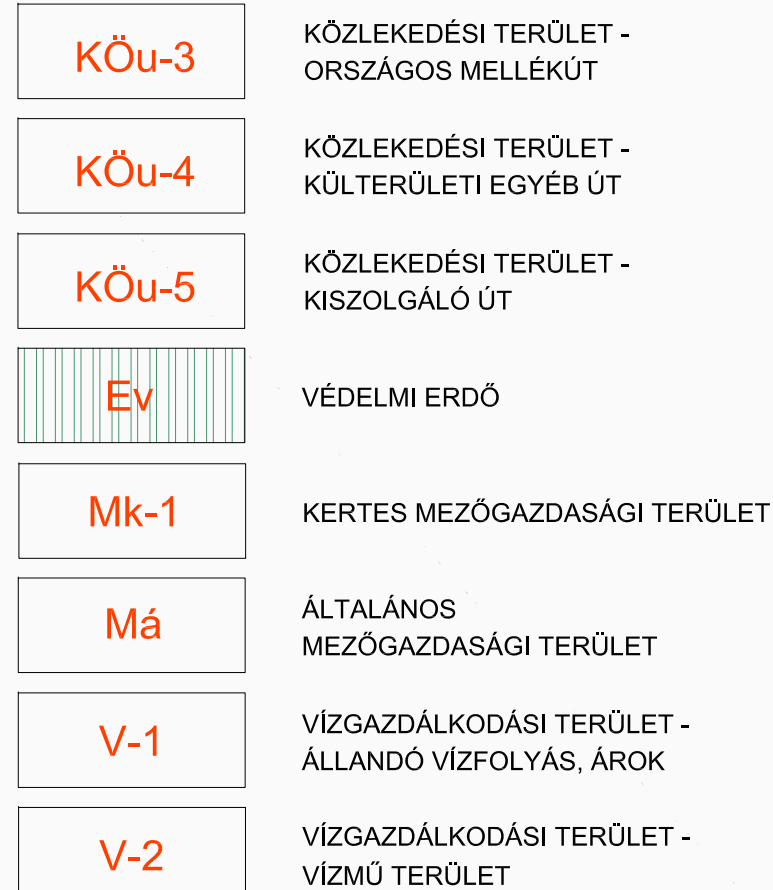 KÖu-3
KÖZLEKEDÉSI TERÜLET -
ORSZÁGOS MELLÉKÚT
KÖu-4
KÖZLEKEDÉSI TERÜLET -
KÜLTERÜLETI EGYÉB ÚT
KÖu-5
KÖZLEKEDÉSI TERÜLET -
KISZOLGÁLÓ ÚT
Ev
VÉDELMI ERDŐ
Mk-1
KERTES MEZŐGAZDASÁGI TERÜLET
Má
ÁLTALÁNOS
MEZŐGAZDASÁGI TERÜLET
V-1
VÍZGAZDÁLKODÁSI TERÜLET -
ÁLLANDÓ VÍZFOLYÁS, ÁROK
V-2
VÍZGAZDÁLKODÁSI TERÜLET -
VÍZMŰ TERÜLET